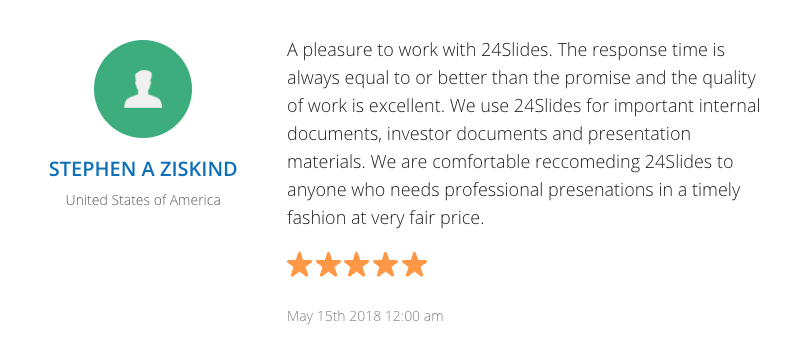 STEPHEN A ZISKIND
United States of America
A pleasure to work with 24Slides. The response time is
always equal to or better than the promise and the quality
of work is excellent. We use 24Slides for important internal
documents, investor documents and presentation
materials. We are comfortable reccomeding 24Slides to
anyone who needs professional presenations in a timely
fashion at very fair price.
May 15th 2018 12:00 am